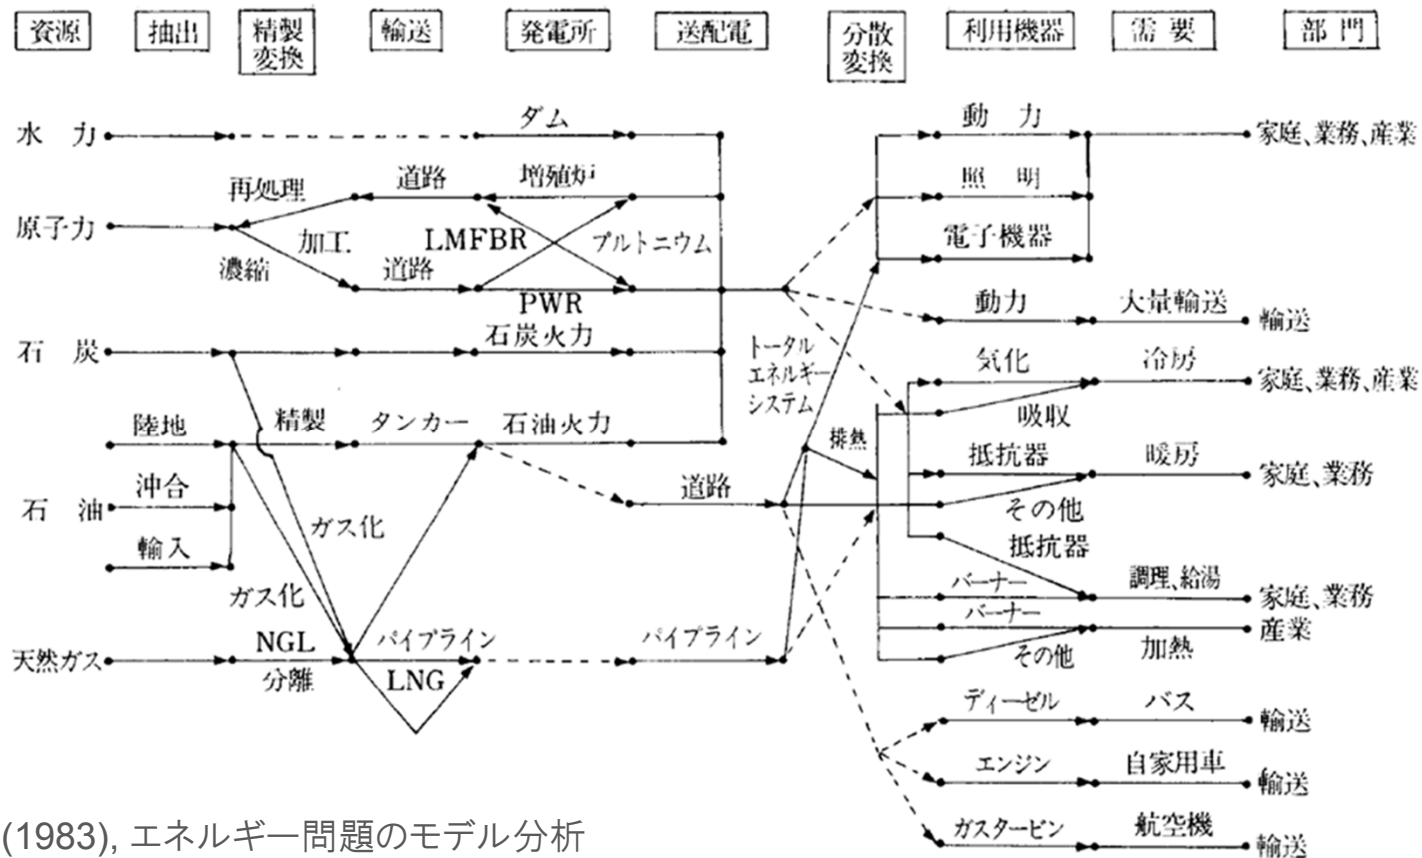 資源
抽出
精製
変換
輸送
発電所
送配電
分散
変換
利用機器
需要
部門
水力
ダム
動力
家庭、業務、産業
再処理
道路
増殖炉
照明
原子力
加工
LMFBR
プルトニウム
電子機器
濃縮
道路
PWR
動力
大量輸送
輸送
石炭
石炭火力
トータル
エネルギー
システム
気化
冷房
家庭、業務、産業
吸収
陸地
精製
タンカー
石油火力
排熱
抵抗器
暖房
家庭、業務
沖合
石油
道路
その他
ガス化
抵抗器
輸入
バーナー
調理、給湯
家庭、業務
ガス化
バーナー
産業
天然ガス
NGL
分離
パイプライン
LNG
パイプライン
その他
加熱
ディーゼル
バス
輸送
エンジン
自家用車
輸送
ガスタービン
航空機
輸送
(1983), エネルギー問題のモデル分析